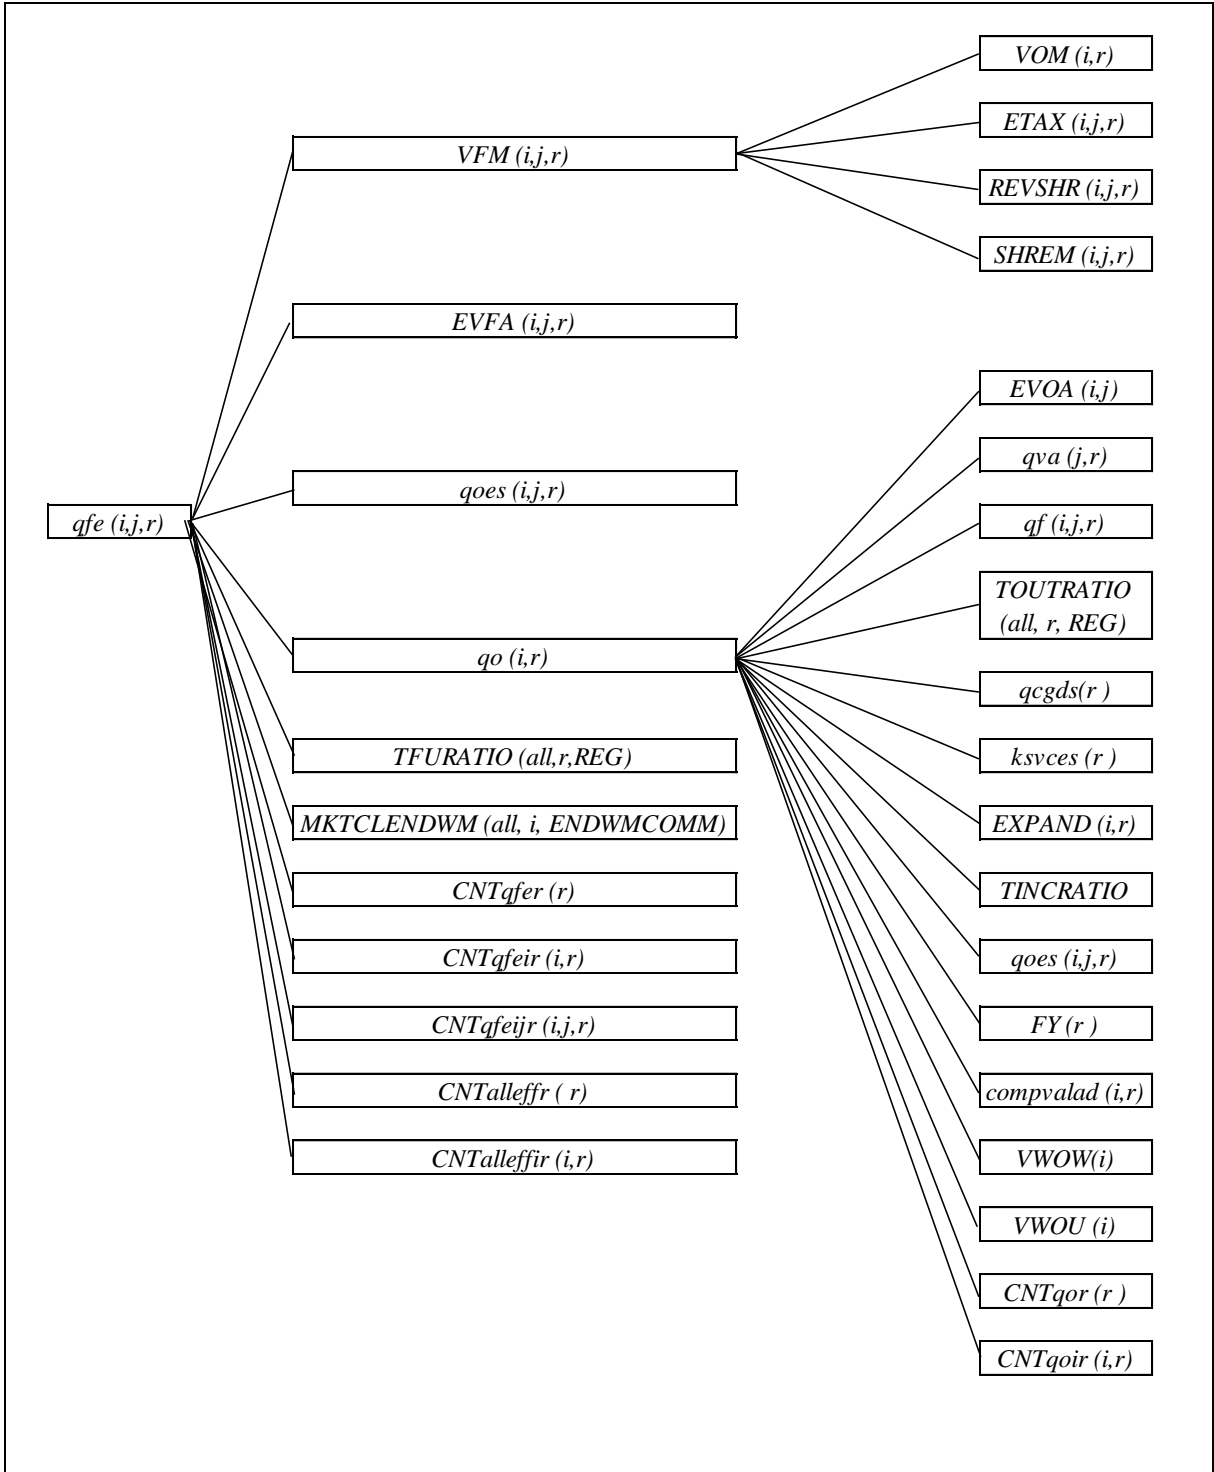 qfe (i,j,r)
VFM (i,j,r)
EVFA (i,j,r)
qoes (i,j,r)
qo (i,r)
TFURATIO (all,r,REG)
MKTCLENDWM (all, i, ENDWMCOMM)
CNTqfer (r)
CNTqfeir (i,r)
CNTqfeijr (i,j,r)
CNTalleffr ( r)
CNTalleffir (i,r)
VOM (i,r)
ETAX (i,j,r)
REVSHR (i,j,r)
SHREM (i,j,r)
EVOA (i,j)
qva (j,r)
qf (i,j,r)
TOUTRATIO
(all, r, REG)
qcgds(r )
ksvces (r )
EXPAND (i,r)
TINCRATIO
qoes (i,j,r)
FY (r )
compvalad (i,r)
VWOW(i)
VWOU (i)
CNTqor (r )
CNTqoir (i,r)